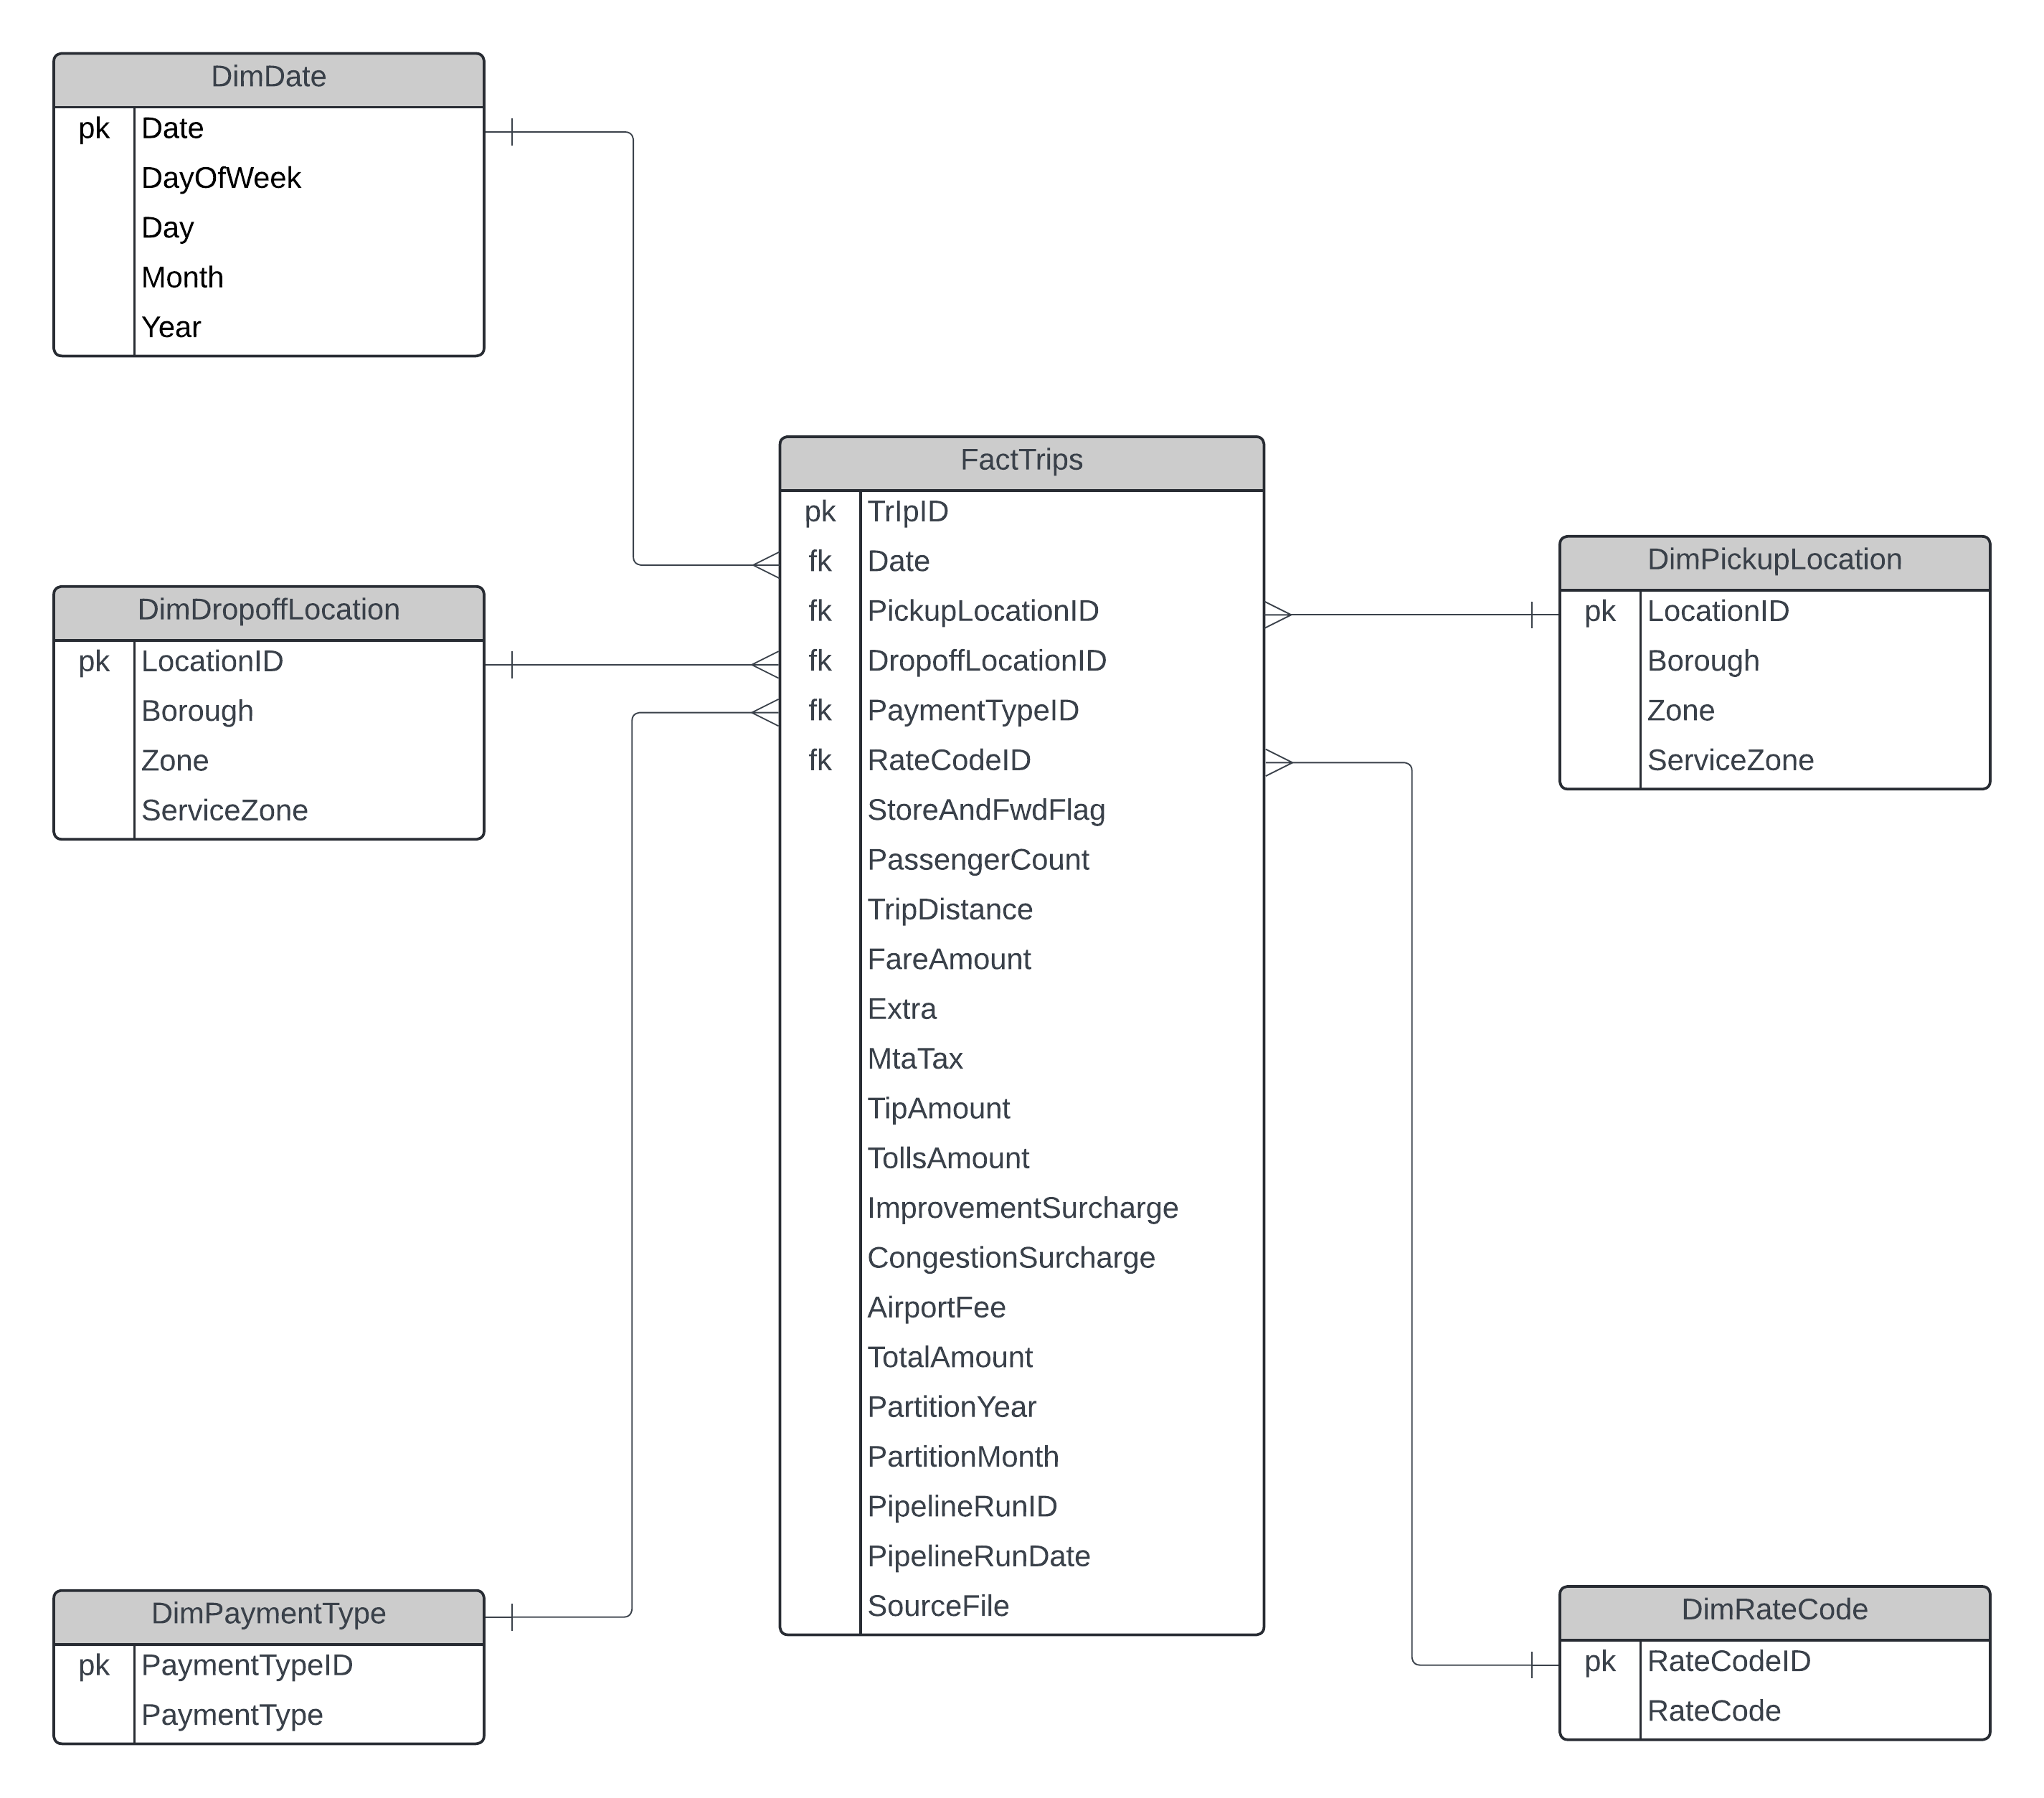 DimDate
pk Date
DayOfWeek
Day
Month
Year
DimDropoffLocation
pk LocationID
Borough
Zone
ServiceZone
DimPaymentType
pk PaymentTypeID
PaymentType
FactTrips
pk TrIpID
fk Date
fk PickupLocationID
fk DropoffLocationID
fk PaymentTypeID
fk RateCodeID
StoreAndFwdFlag
PassengerCount
TripDistance
FareAmount
Extra
MtaTax
TipAmount
TollsAmount
ImprovementSurcharge
CongestionSurcharge
AirportFee
TotalAmount
PartitionYear
PartitionMonth
PipelineRunID
PipelineRunDate
SourceFile
DimPickupLocation
pk LocationID
Borough
Zone
ServiceZone
DimRateCode
pk RateCodeID
RateCode